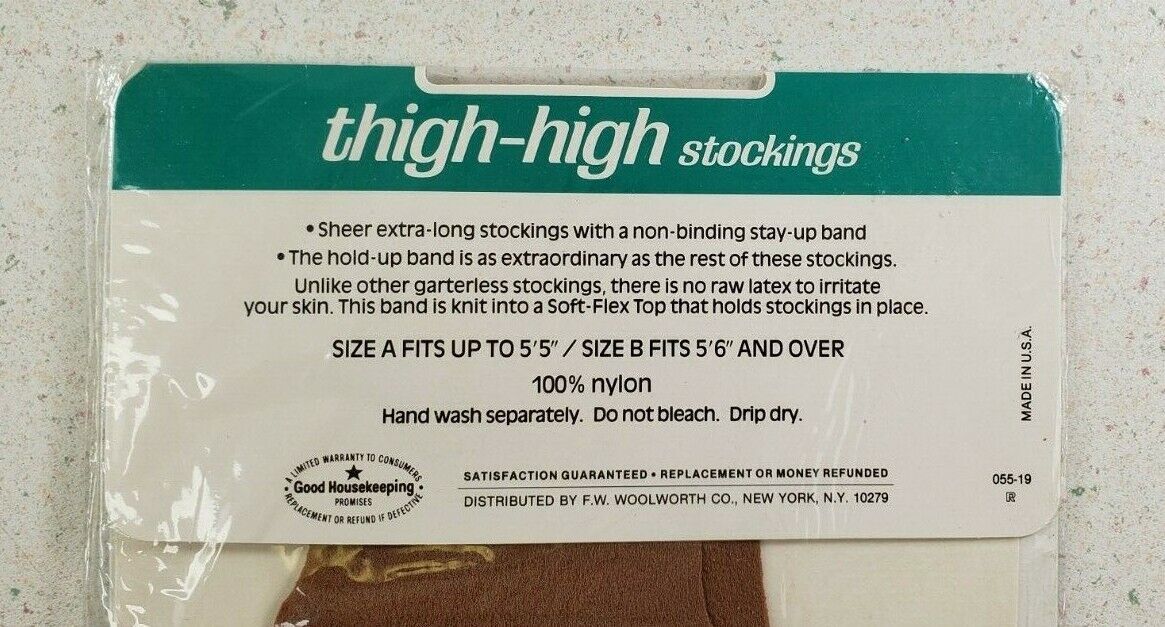 thigh-high stockings
• Sheer extra-long stockings with a non-binding stay-up band
• The hold-up band is as extraordinary as the rest of these stockings.
Unlike other garterless stockings, there is no raw latex to irritate
your skin. This band is knit into a Soft-Flex Top that holds stockings in place.
SIZE A FITS UP TO 5'5" / SIZE B FITS 5'6" AND OVER
100% nylon
Hand wash separately. Do not bleach. Drip dry.
MADE IN U.S.A.
• A LIMITED WARRANTY TO CONSUMERS •
★
Good Housekeeping
PROMISES
REPLACEMENT OR REFUND IF DEFECTIVE
SATISFACTION GUARANTEED • REPLACEMENT OR MONEY REFUNDED
DISTRIBUTED BY F.W. WOOLWORTH CO., NEW YORK, N.Y. 10279
055-19
R